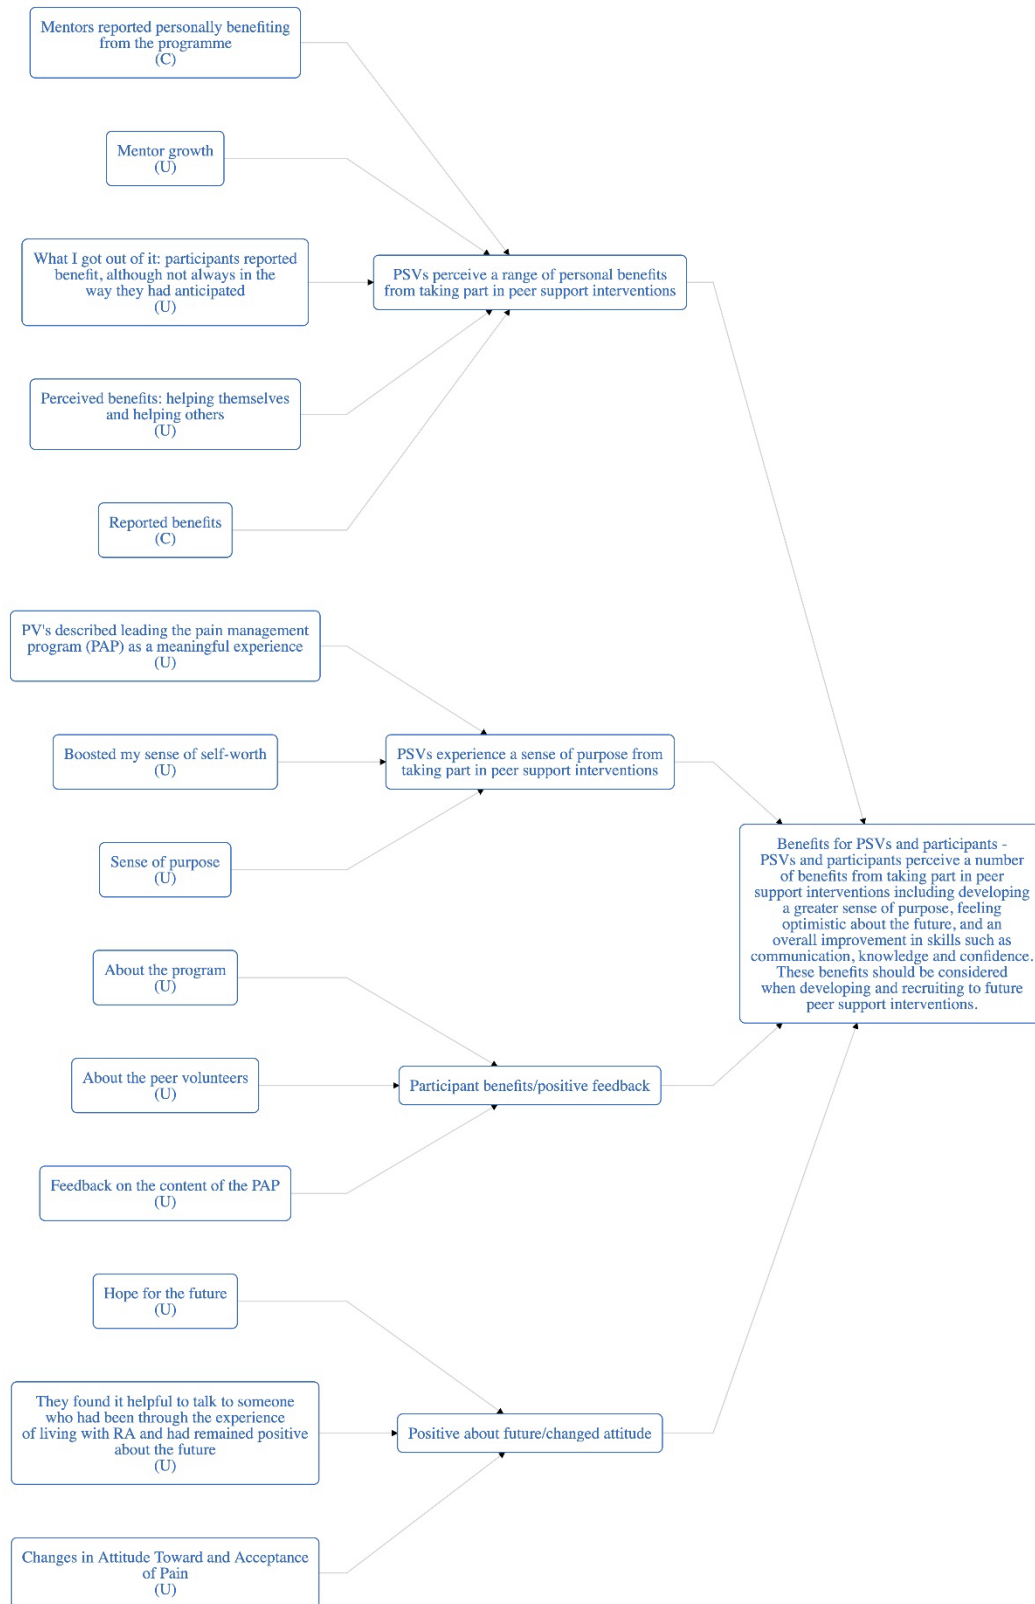 Mentors reported personally benefiting
from the programme
(C)
Mentor growth
(U)
What I got out of it: participants reported
benefit, although not always in the
way they had anticipated
(U)
Perceived benefits: helping themselves
and helping others
(U)
Reported benefits
(C)
PSVs perceive a range of personal benefits
from taking part in peer support interventions
PV's described leading the pain management
program (PAP) as a meaningful experience
(U)
Boosted my sense of self-worth
(U)
Sense of purpose
(U)
PSVs experience a sense of purpose from
taking part in peer support interventions
About the program
(U)
About the peer volunteers
(U)
Feedback on the content of the PAP
(U)
Participant benefits/positive feedback
Hope for the future
(U)
They found it helpful to talk to someone
who had been through the experience
of living with RA and had remained positive
about the future
(U)
Changes in Attitude Toward and Acceptance
of Pain
(U)
Positive about future/changed attitude
Benefits for PSVs and participants -
PSVs and participants perceive a number
of benefits from taking part in peer
support interventions including developing
a greater sense of purpose, feeling
optimistic about the future, and an
overall improvement in skills such as
communication, knowledge and confidence.
These benefits should be considered
when developing and recruiting to future
peer support interventions.